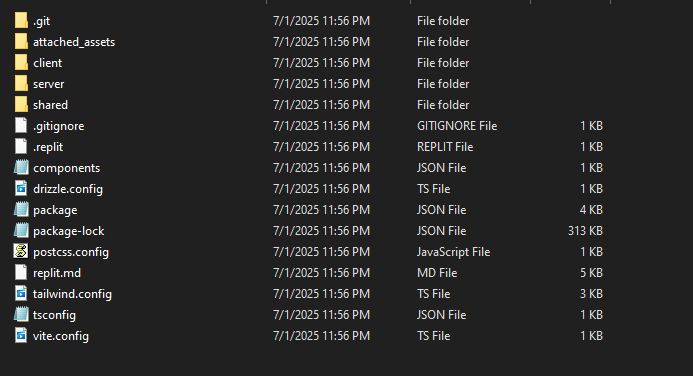 .git 7/1/2025 11:56 PM File folder
attached_assets 7/1/2025 11:56 PM File folder
client 7/1/2025 11:56 PM File folder
server 7/1/2025 11:56 PM File folder
shared 7/1/2025 11:56 PM File folder
.gitignore 7/1/2025 11:56 PM GITIGNORE File 1 KB
.replit 7/1/2025 11:56 PM REPLIT File 1 KB
components 7/1/2025 11:56 PM JSON File 1 KB
drizzle.config 7/1/2025 11:56 PM TS File 1 KB
package 7/1/2025 11:56 PM JSON File 4 KB
package-lock 7/1/2025 11:56 PM JSON File 313 KB
postcss.config 7/1/2025 11:56 PM JavaScript File 1 KB
replit.md 7/1/2025 11:56 PM MD File 5 KB
tailwind.config 7/1/2025 11:56 PM TS File 3 KB
tsconfig 7/1/2025 11:56 PM JSON File 1 KB
vite.config 7/1/2025 11:56 PM TS File 1 KB